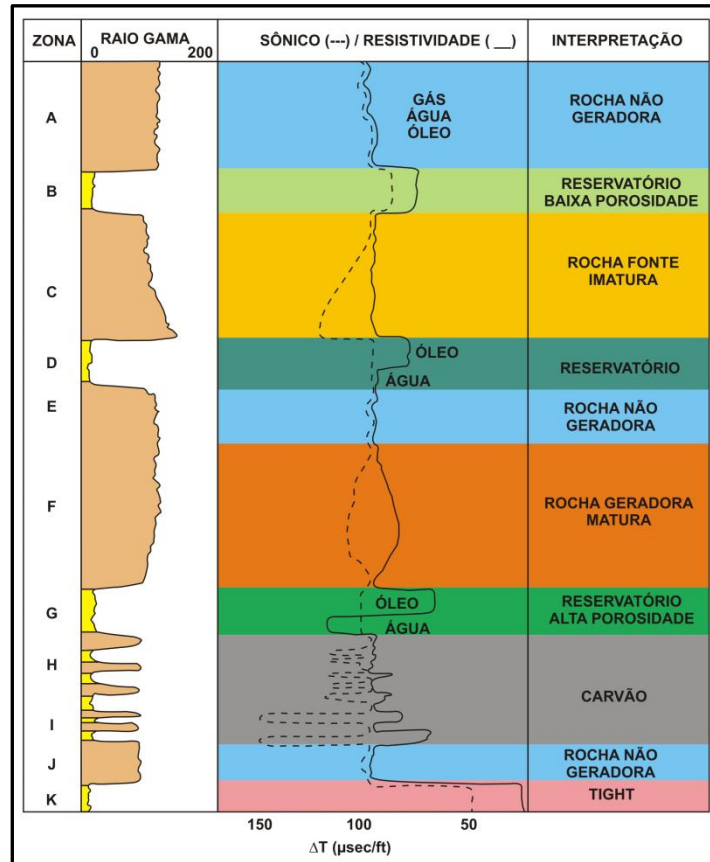 ZONA
RAIO GAMA
0 200
SÔNICO (---) / RESISTIVIDADE ( __)
INTERPRETAÇÃO
A
GÁS
ÁGUA
ÓLEO
ROCHA NÃO
GERADORA
B
RESERVATÓRIO
BAIXA POROSIDADE
C
ROCHA FONTE
IMATURA
D
ÓLEO
ÁGUA
RESERVATÓRIO
E
ROCHA NÃO
GERADORA
F
ROCHA GERADORA
MATURA
G
ÓLEO
ÁGUA
RESERVATÓRIO
ALTA POROSIDADE
H
CARVÃO
I
J
ROCHA NÃO
GERADORA
K
TIGHT
150 100 50
ΔT (µsec/ft)